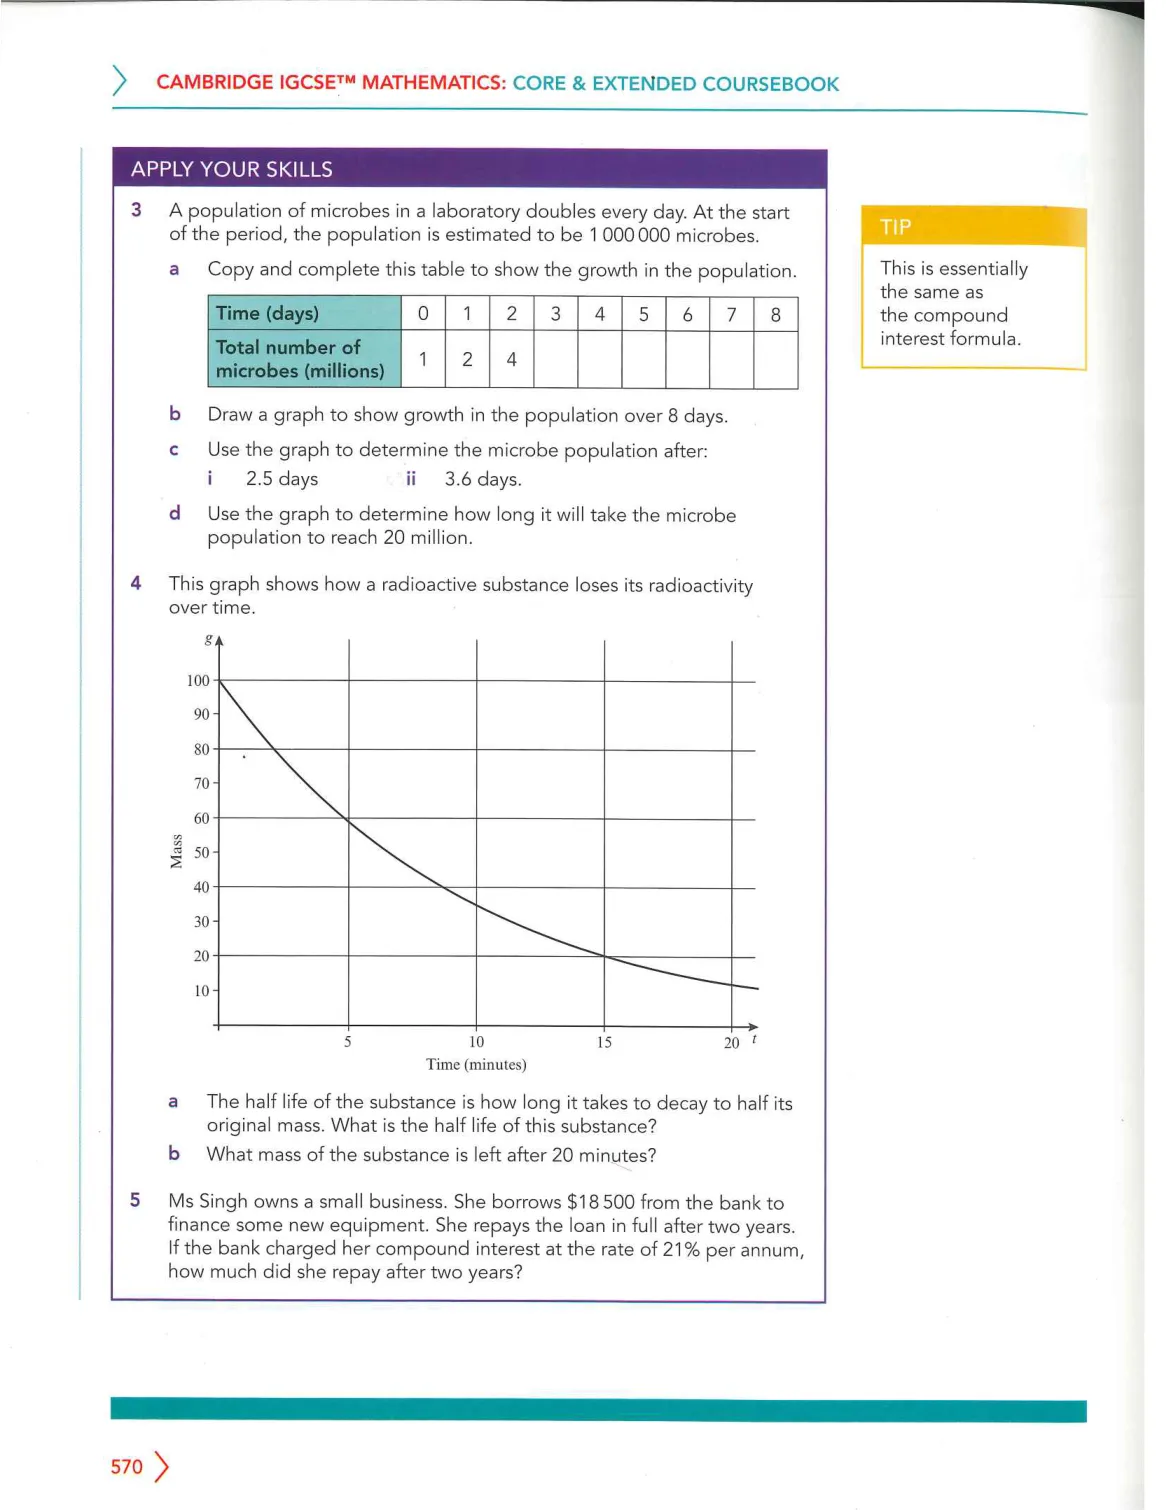 CAMBRIDGE IGCSE™ MATHEMATICS: CORE & EXTENDED COURSEBOOK
APPLY YOUR SKILLS
3 A population of microbes in a laboratory doubles every day. At the start
of the period, the population is estimated to be 1 000 000 microbes.
a Copy and complete this table to show the growth in the population.
Time (days) 0 1 2 3 4 5 6 7 8
Total number of
microbes (millions) 1 2 4
b Draw a graph to show growth in the population over 8 days.
c Use the graph to determine the microbe population after:
i 2.5 days ii 3.6 days.
d Use the graph to determine how long it will take the microbe
population to reach 20 million.
4 This graph shows how a radioactive substance loses its radioactivity
over time.
g
100
90
80
70
60
50
40
30
20
10
Mass
5 10 15 20 t
Time (minutes)
a The half life of the substance is how long it takes to decay to half its
original mass. What is the half life of this substance?
b What mass of the substance is left after 20 minutes?
5 Ms Singh owns a small business. She borrows $18 500 from the bank to
finance some new equipment. She repays the loan in full after two years.
If the bank charged her compound interest at the rate of 21% per annum,
how much did she repay after two years?
TIP
This is essentially
the same as
the compound
interest formula.
570